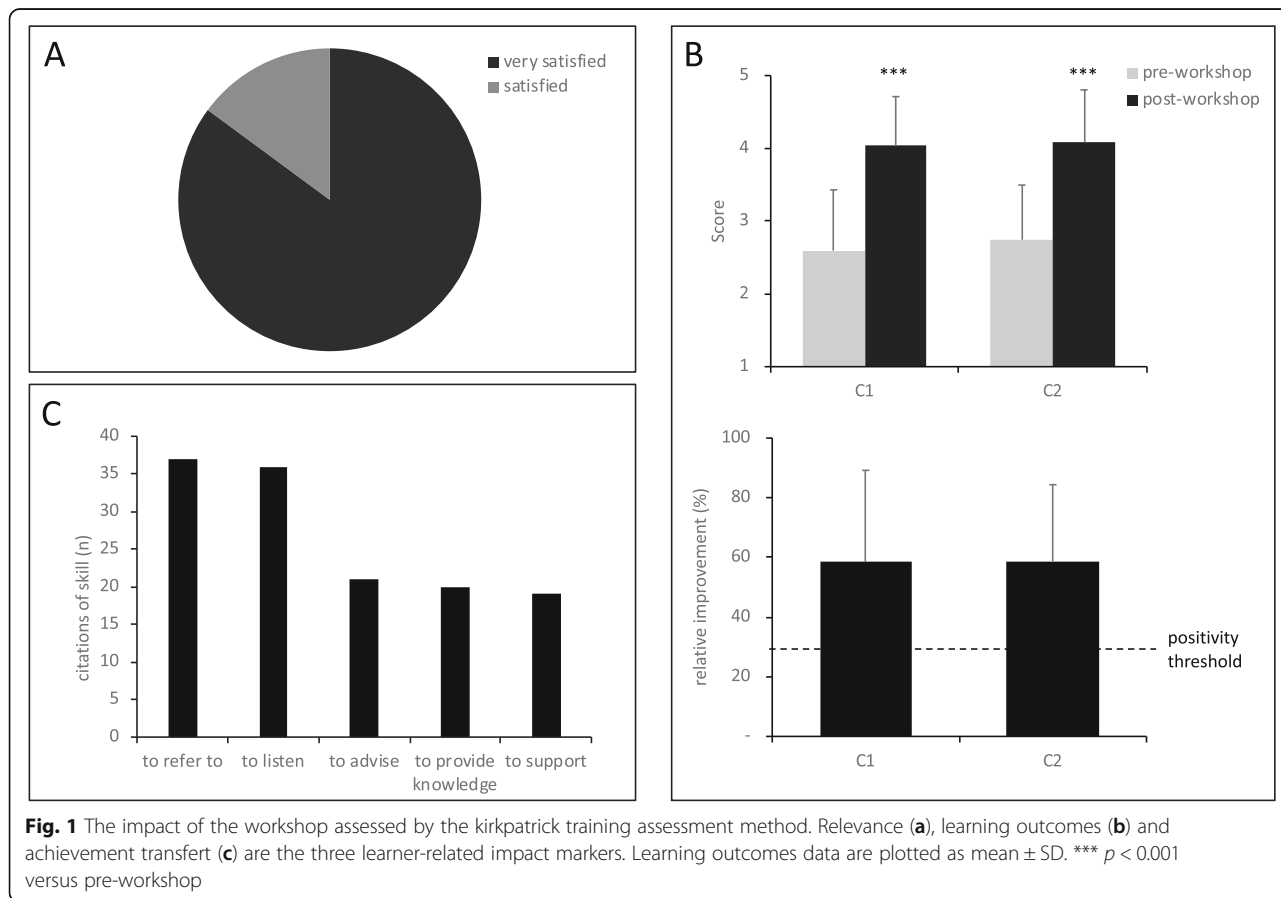 A
very satisfied
satisfied
B
5
4
3
2
1
Score
*** ***
pre-workshop
post-workshop
C1 C2
100
80
60
40
20
-
relative improvement (%)
positivity
threshold
C1 C2
C
40
35
30
25
20
15
10
5
0
citations of skill (n)
to refer to to listen to advise to provide to support
knowledge
Fig. 1 The impact of the workshop assessed by the kirkpatrick training assessment method. Relevance (a), learning outcomes (b) and
achievement transfert (c) are the three learner-related impact markers. Learning outcomes data are plotted as mean ± SD. *** p < 0.001
versus pre-workshop